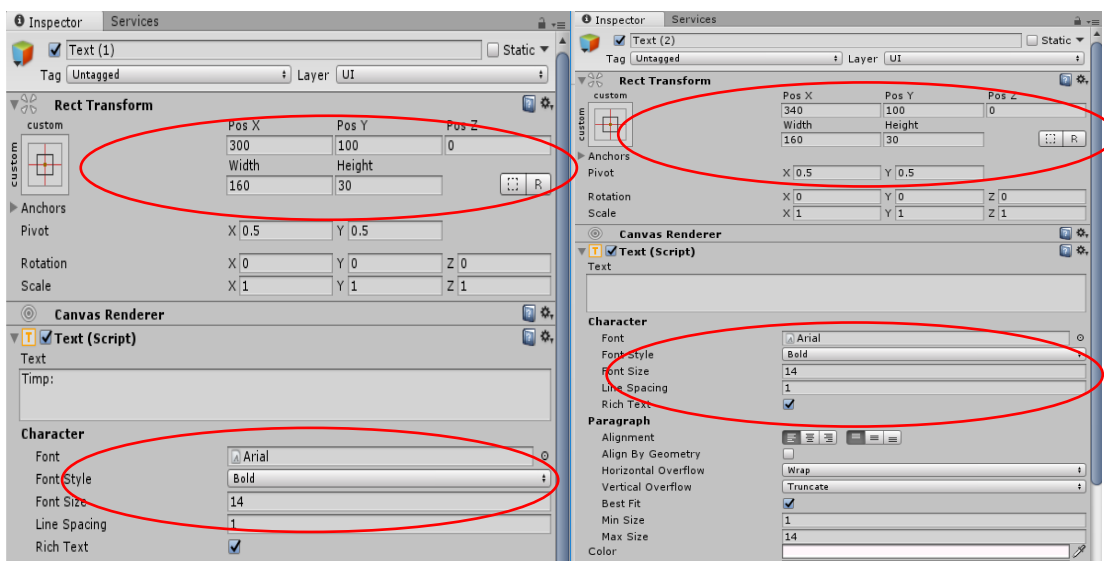 Inspector Services
Text (1) Static
Tag Untagged Layer UI
Rect Transform
custom Pos X Pos Y Pos Z
custom
300 100 0
Width Height
160 30 R
Anchors
Pivot X 0.5 Y 0.5
Rotation X 0 Y 0 Z 0
Scale X 1 Y 1 Z 1
Canvas Renderer
Text (Script)
Text
Timp:
Character
Font Arial
Font Style Bold
Font Size 14
Line Spacing 1
Rich Text
Inspector Services
Text (2) Static
Tag Untagged Layer UI
Rect Transform
custom Pos X Pos Y Pos Z
custom
340 100 0
Width Height
160 30 R
Anchors
Pivot X 0.5 Y 0.5
Rotation X 0 Y 0 Z 0
Scale X 1 Y 1 Z 1
Canvas Renderer
Text (Script)
Text
Character
Font Arial
Font Style Bold
Font Size 14
Line Spacing 1
Rich Text
Paragraph
Alignment
Align By Geometry
Horizontal Overflow Wrap
Vertical Overflow Truncate
Best Fit
Min Size 1
Max Size 14
Color